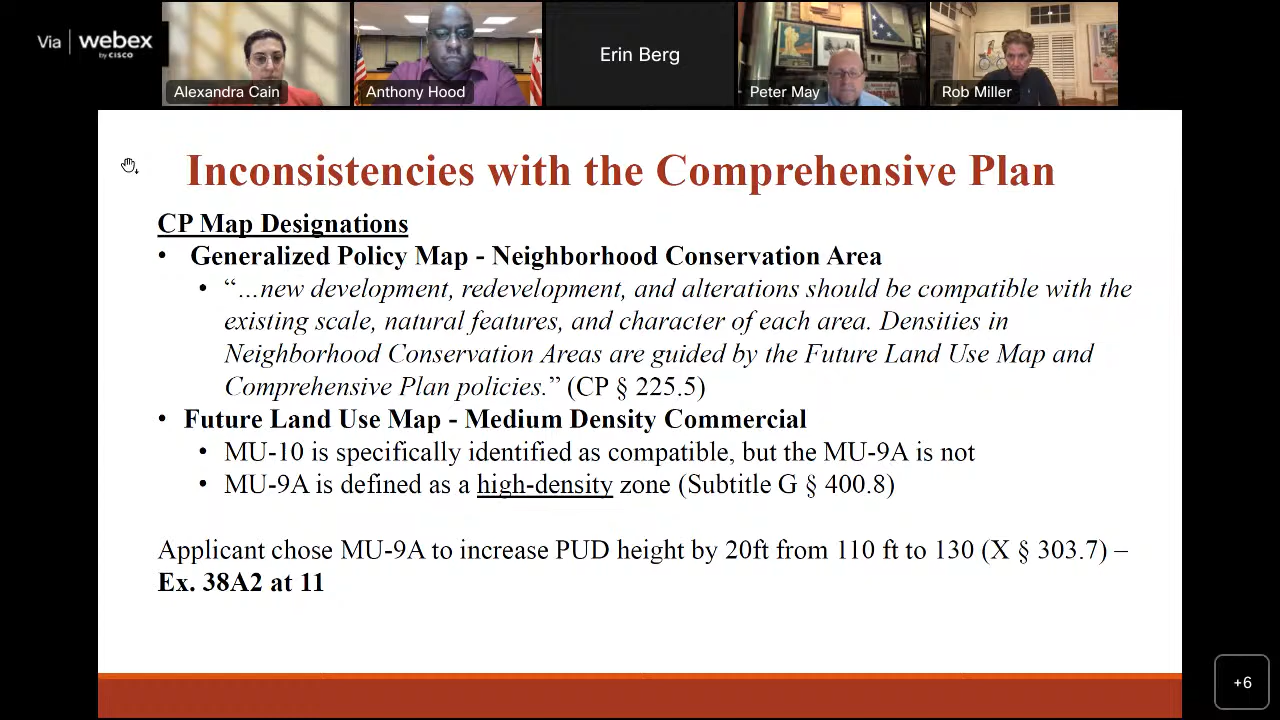 Via webex
by CISCO
Alexandra Cain
Anthony Hood
Erin Berg
Peter May
Rob Miller
Inconsistencies with the Comprehensive Plan
CP Map Designations
• Generalized Policy Map - Neighborhood Conservation Area
• “…new development, redevelopment, and alterations should be compatible with the
existing scale, natural features, and character of each area. Densities in
Neighborhood Conservation Areas are guided by the Future Land Use Map and
Comprehensive Plan policies.” (CP § 225.5)
• Future Land Use Map - Medium Density Commercial
• MU-10 is specifically identified as compatible, but the MU-9A is not
• MU-9A is defined as a high-density zone (Subtitle G § 400.8)
Applicant chose MU-9A to increase PUD height by 20ft from 110 ft to 130 (X § 303.7) –
Ex. 38A2 at 11
+6